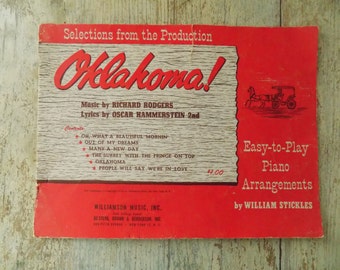 Selections from the Production
Oklahoma!
Music by RICHARD RODGERS
Lyrics by OSCAR HAMMERSTEIN 2nd
Contents
OH, WHAT A BEAUTIFUL MORNIN'
OUT OF MY DREAMS
MANY A NEW DAY
THE SURREY WITH THE FRINGE ON TOP
OKLAHOMA
PEOPLE WILL SAY WE'RE IN LOVE
$1.00
Easy-to-Play
Piano
Arrangements
by WILLIAM STICKLES
WILLIAMSON MUSIC, INC.